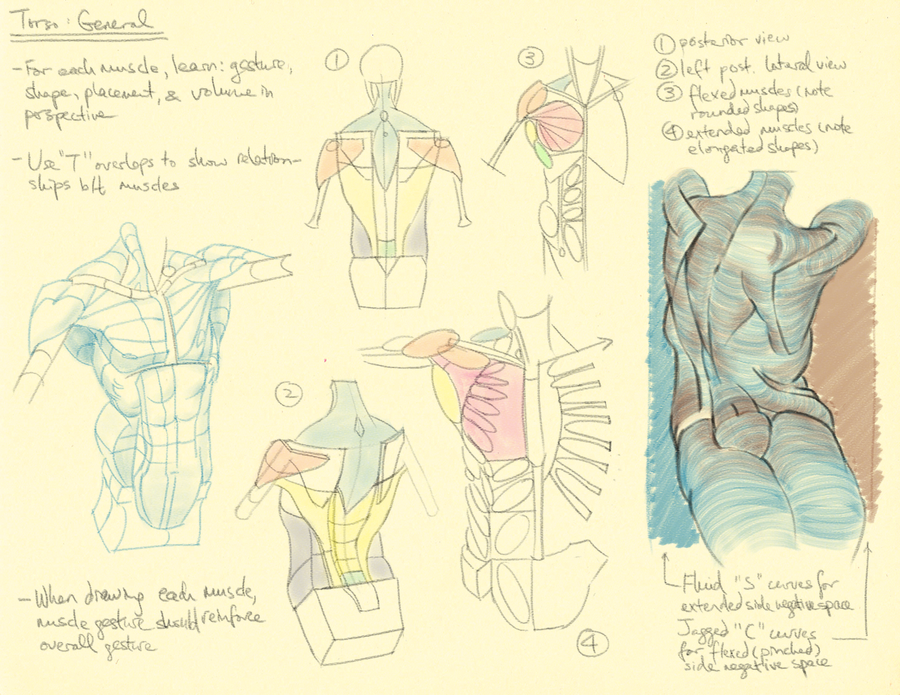 Torso: General
- For each muscle, learn: gesture,
shape, placement, & volume in
perspective
- Use "T" overlaps to show relation-
ships b/t muscles
1
3
① posterior view
② left post. lateral view
③ flexed muscles (note
rounded shapes)
④ extended muscles (note
elongated shapes)
2
- When drawing each muscle,
muscle gesture should reinforce
overall gesture
4
Fluid "S" curves for
extended side negative space
Jagged "C" curves
for flexed (pinched)
side negative space